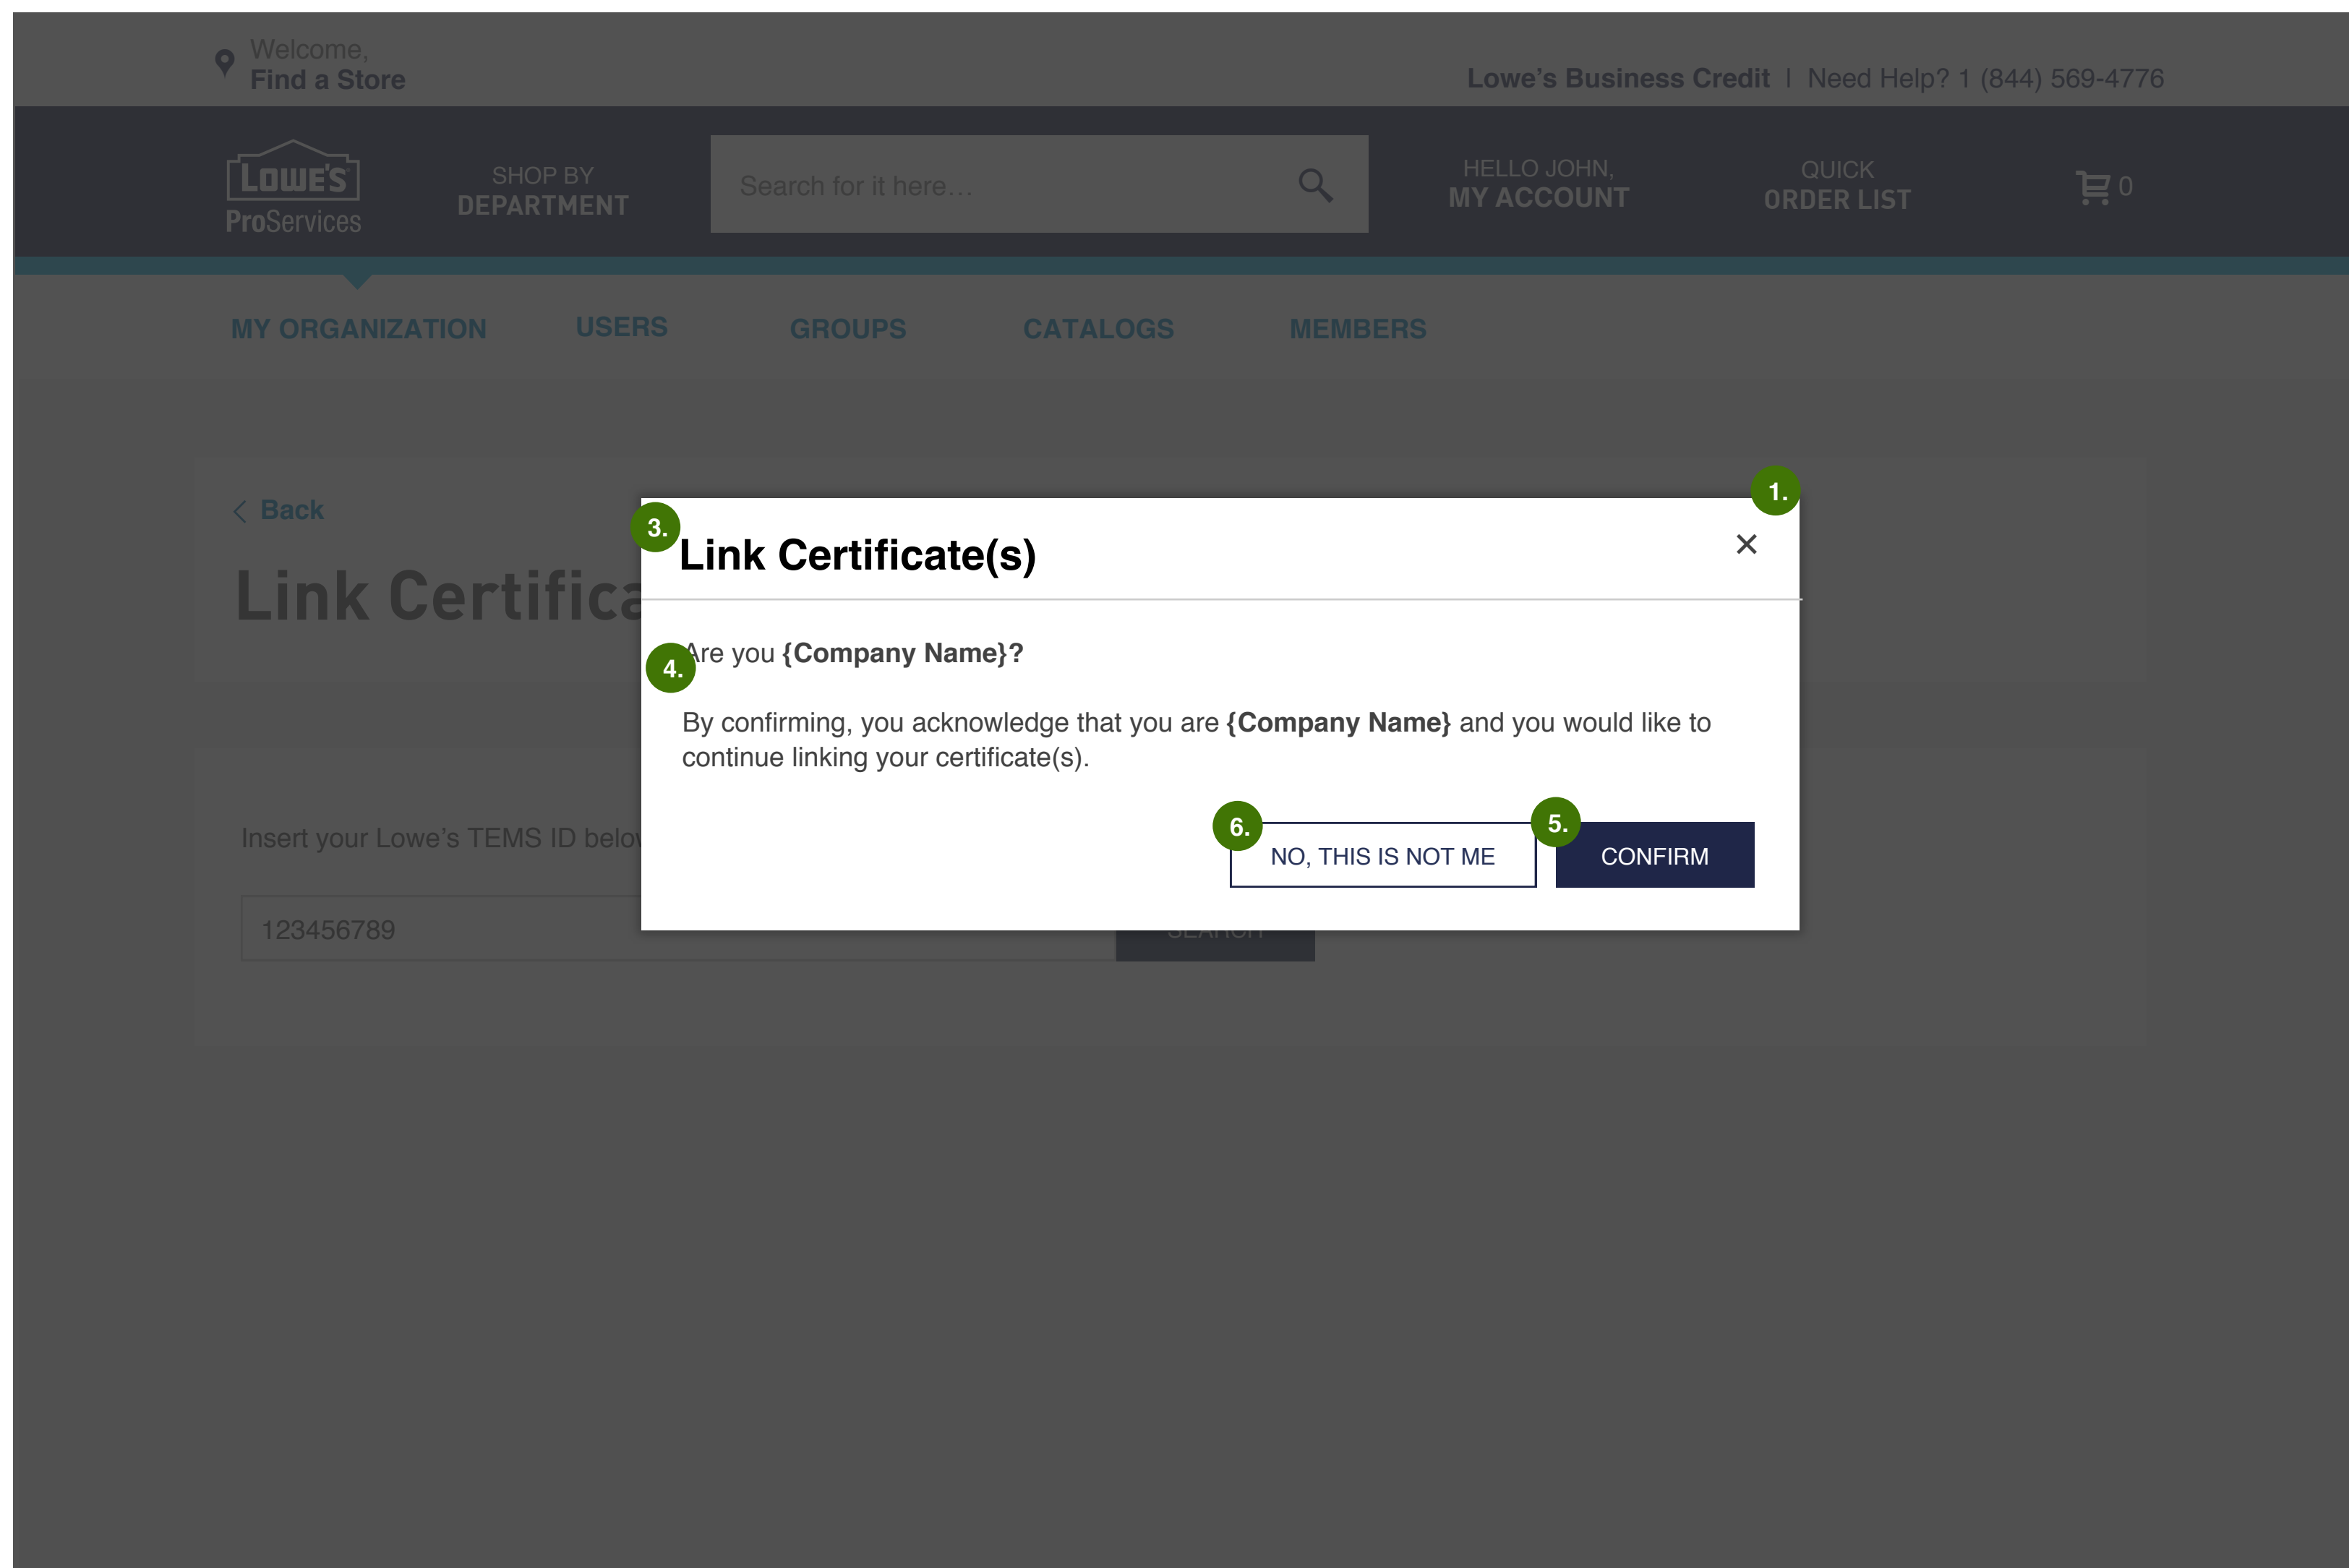 Welcome,
Find a Store
Lowe's Business Credit | Need Help? 1 (844) 569-4776
LOWE'S
ProServices
SHOP BY
DEPARTMENT
Search for it here...
HELLO JOHN,
MY ACCOUNT
QUICK
ORDER LIST
0
MY ORGANIZATION
USERS
GROUPS
CATALOGS
MEMBERS
Back
Link Certifica
1.
3.
Link Certificate(s)
4.
Are you {Company Name}?
By confirming, you acknowledge that you are {Company Name} and you would like to
continue linking your certificate(s).
6.
NO, THIS IS NOT ME
5.
CONFIRM
Insert your Lowe's TEMS ID below
123456789
SEARCH